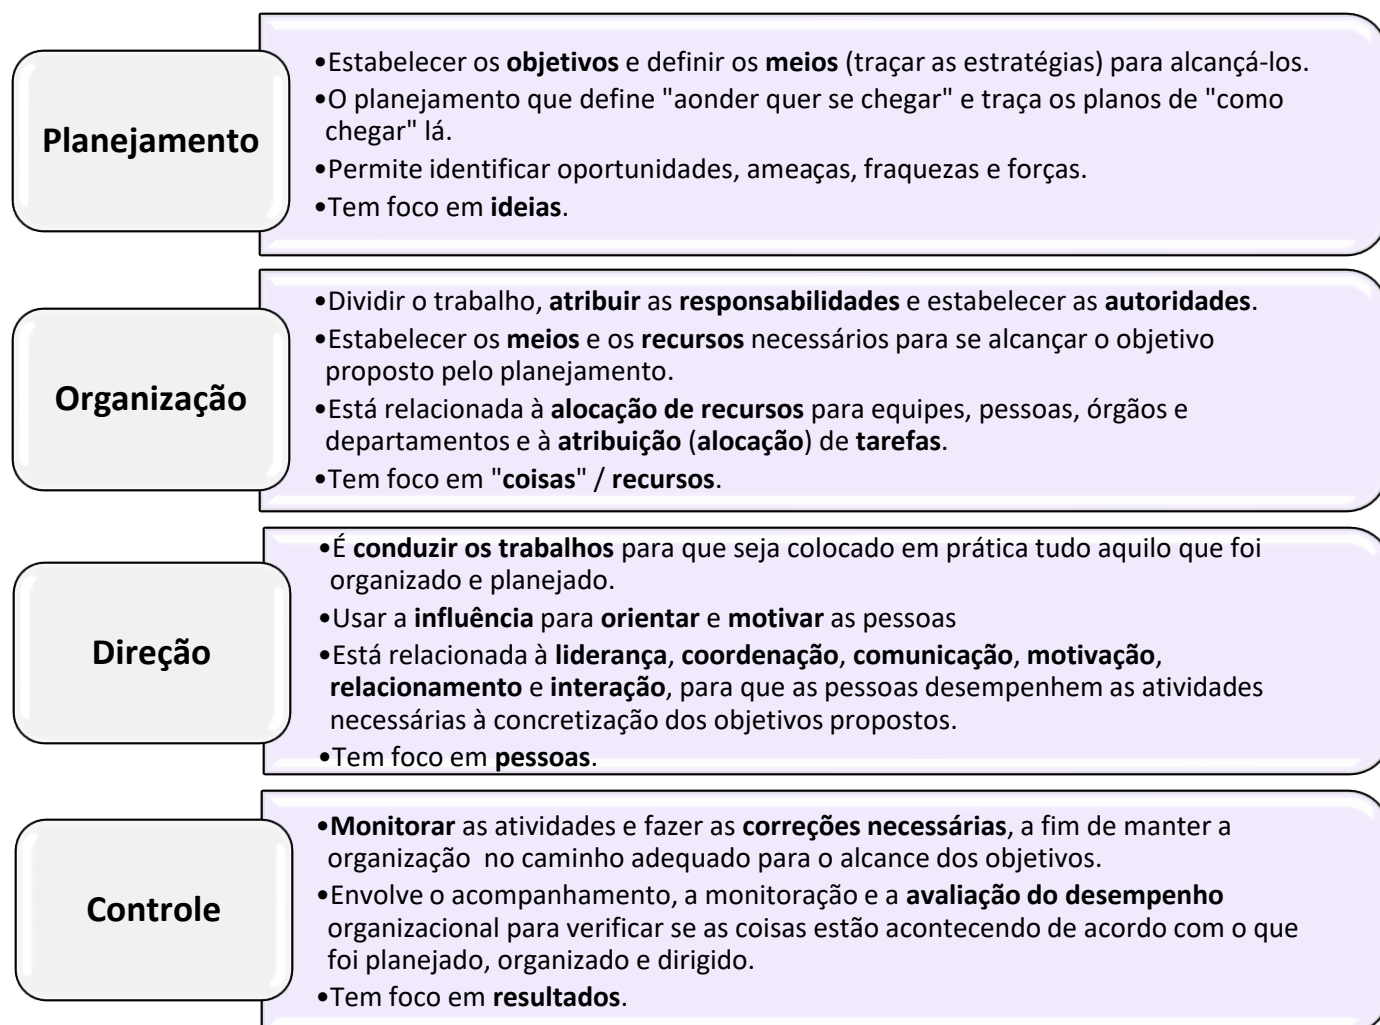 Planejamento
•Estabelecer os objetivos e definir os meios (traçar as estratégias) para alcançá-los.
•O planejamento que define "aonder quer se chegar" e traça os planos de "como
chegar" lá.
•Permite identificar oportunidades, ameaças, fraquezas e forças.
•Tem foco em ideias.
Organização
•Dividir o trabalho, atribuir as responsabilidades e estabelecer as autoridades.
•Estabelecer os meios e os recursos necessários para se alcançar o objetivo
proposto pelo planejamento.
•Está relacionada à alocação de recursos para equipes, pessoas, órgãos e
departamentos e à atribuição (alocação) de tarefas.
•Tem foco em "coisas" / recursos.
Direção
•É conduzir os trabalhos para que seja colocado em prática tudo aquilo que foi
organizado e planejado.
•Usar a influência para orientar e motivar as pessoas
•Está relacionada à liderança, coordenação, comunicação, motivação,
relacionamento e interação, para que as pessoas desempenhem as atividades
necessárias à concretização dos objetivos propostos.
•Tem foco em pessoas.
Controle
•Monitorar as atividades e fazer as correções necessárias, a fim de manter a
organização no caminho adequado para o alcance dos objetivos.
•Envolve o acompanhamento, a monitoração e a avaliação do desempenho
organizacional para verificar se as coisas estão acontecendo de acordo com o que
foi planejado, organizado e dirigido.
•Tem foco em resultados.